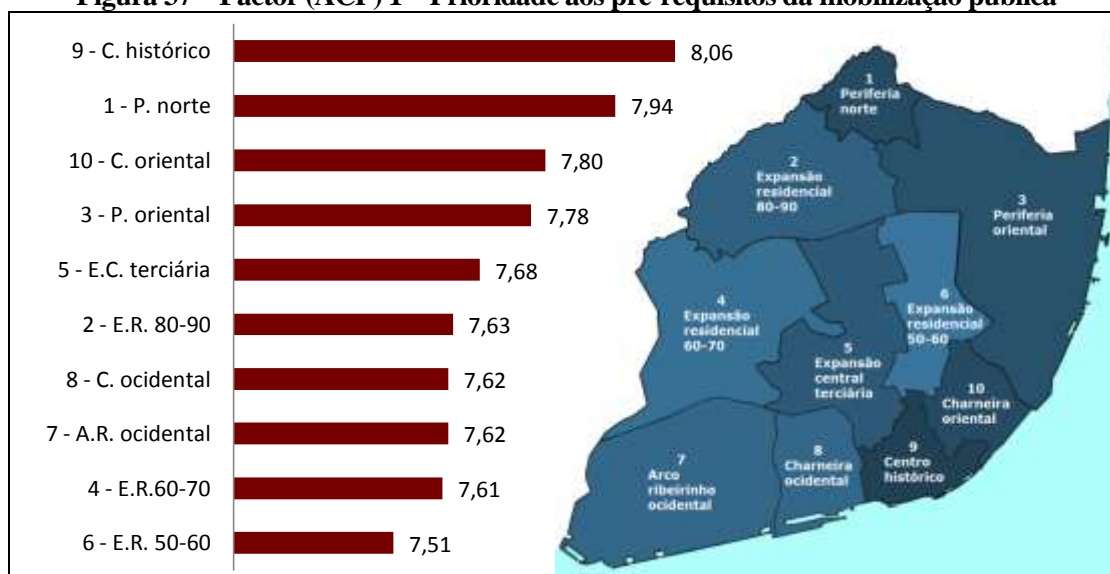 Figura 37 – Factor (ACP) 1 – Prioridade aos pré-requisitos da mobilização pública
9 - C. histórico
8,06
1 - P. norte
7,94
10 - C. oriental
7,80
3 - P. oriental
7,78
5 - E.C. terciária
7,68
2 - E.R. 80-90
7,63
8 - C. ocidental
7,62
7 - A.R. ocidental
7,62
4 - E.R.60-70
7,61
6 - E.R. 50-60
7,51
1
Periferia
norte
2
Expansão
residencial
80-90
3
Periferia
oriental
4
Expansão
residencial
60-70
6
Expansão
residencial
50-60
5
Expansão
central
terciária
10
Charneira
oriental
7
Arco
ribeirinho
ocidental
8
Charneira
ocidental
9
Centro
histórico